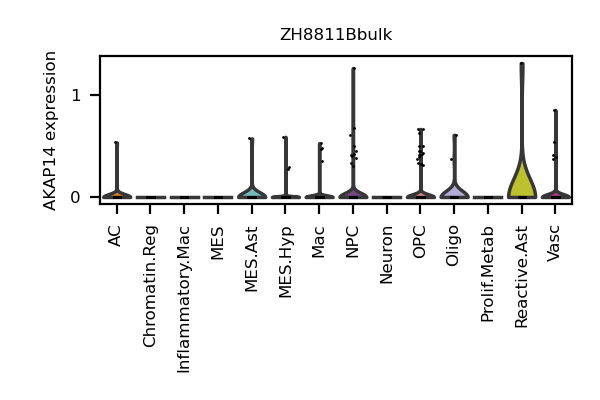 ZH8811Bbulk
AKAP14 expression
1
0
AC
Chromatin.Reg
Inflammatory.Mac
MES
MES.Ast
MES.Hyp
Mac
NPC
Neuron
OPC
Oligo
Prolif.Metab
Reactive.Ast
Vasc